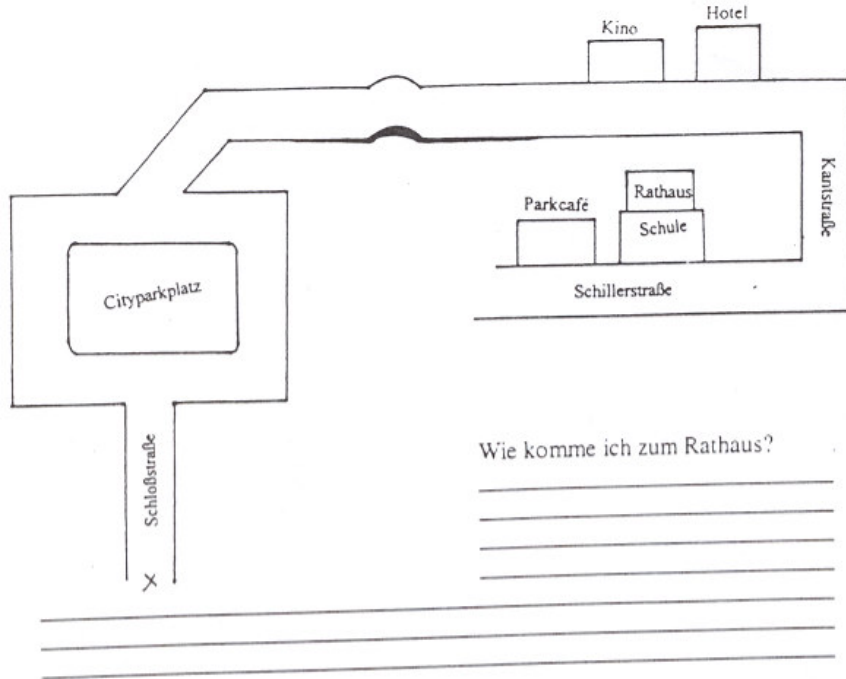 Hotel
Kino
Parkcafé
Rathaus
Schule
Kantstraße
Schillerstraße
Cityparkplatz
Schloßstraße
X
Wie komme ich zum Rathaus?